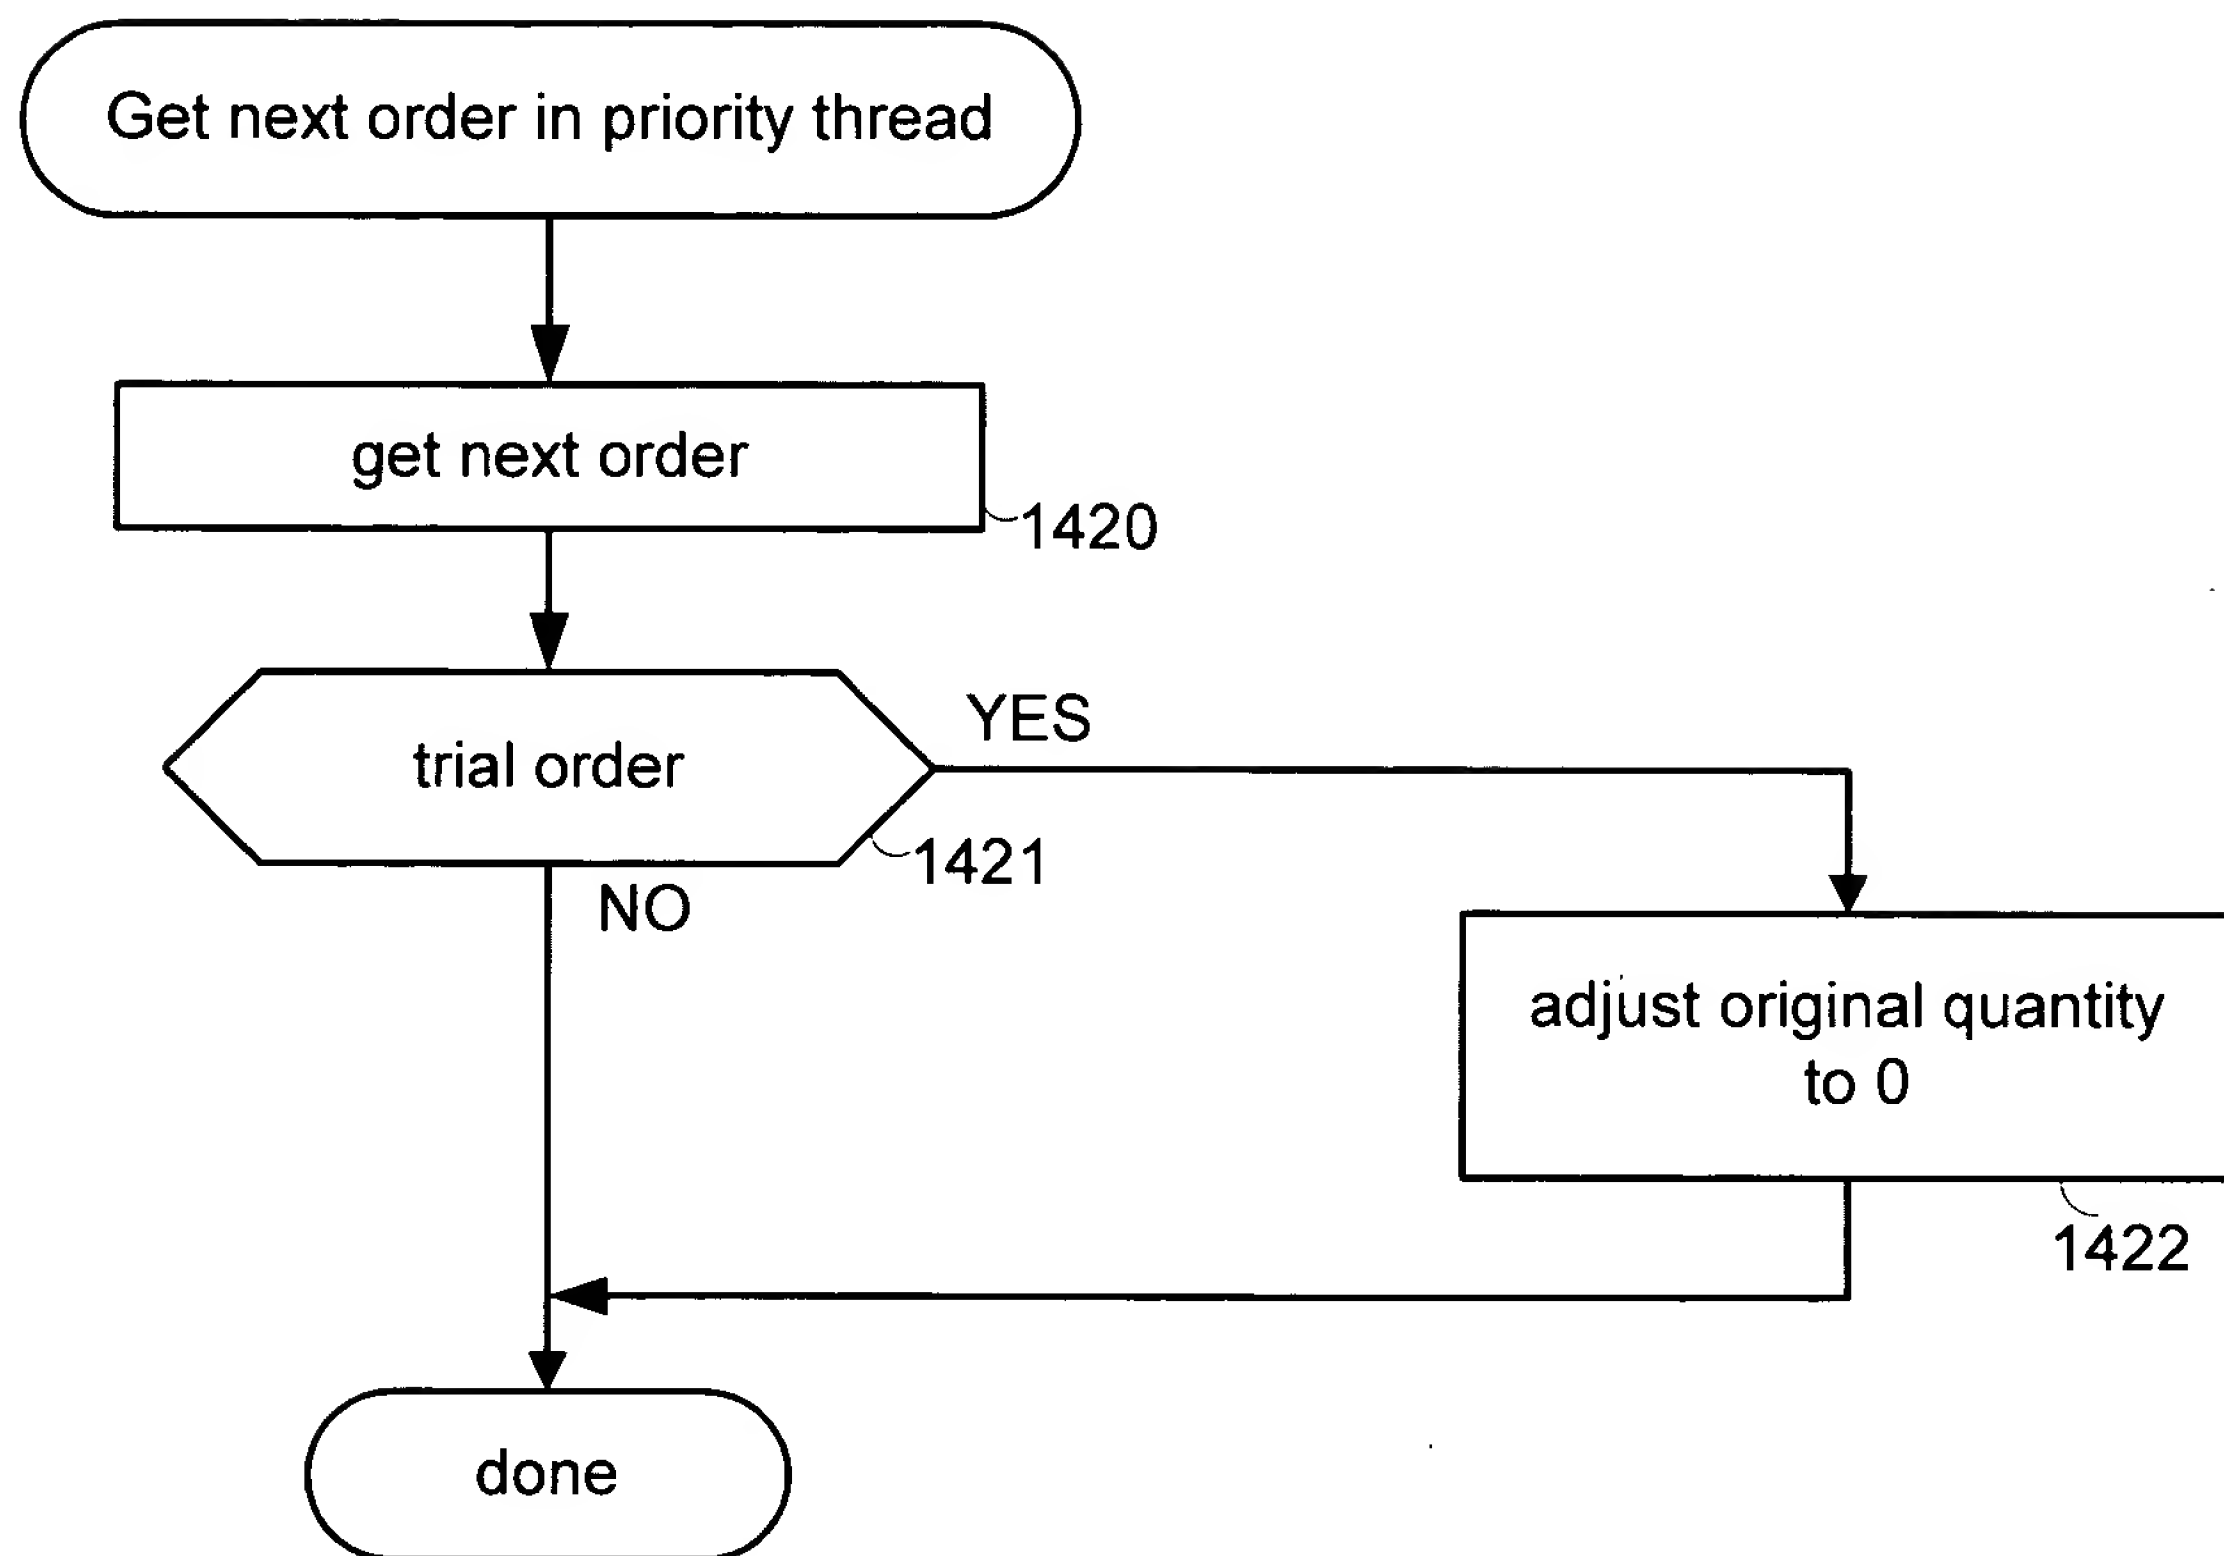 Get next order in priority thread
get next order
1420
trial order
YES
1421
NO
adjust original quantity
to 0
1422
done